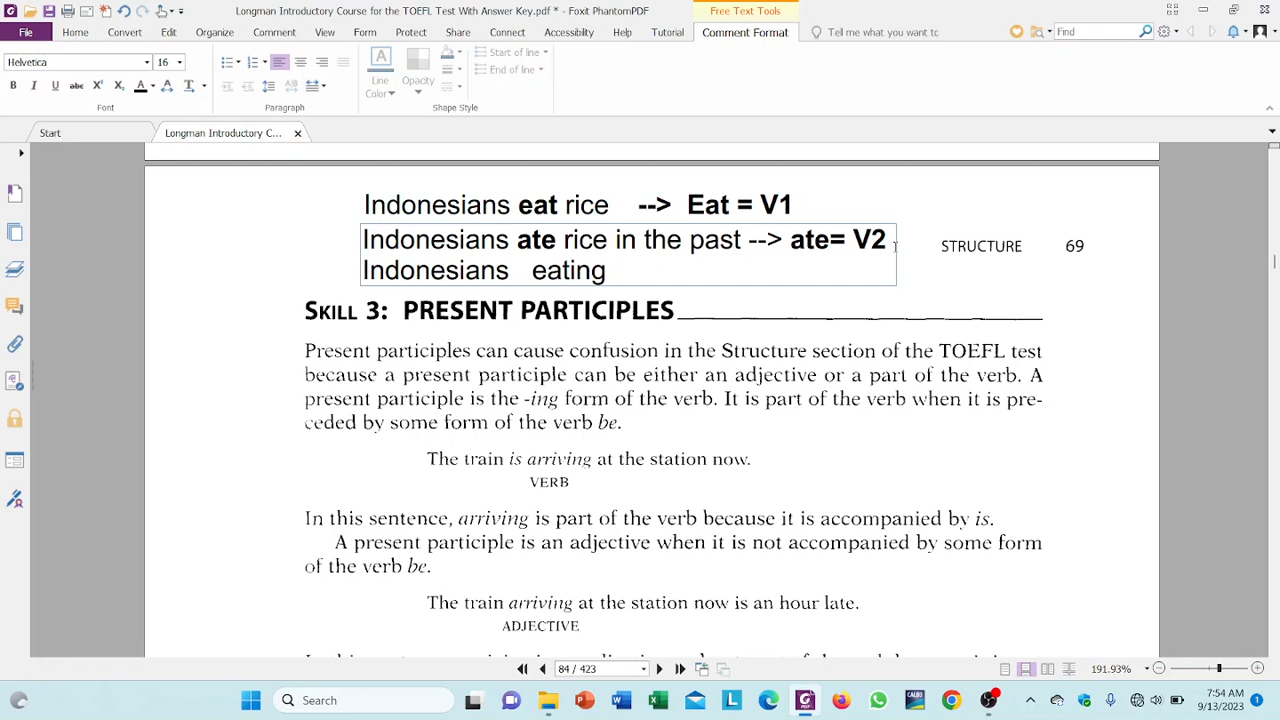 Longman Introductory Course for the TOEFL Test With Answer Key.pdf * - Foxit PhantomPDF
Free Text Tools
File Home Convert Edit Organize Comment View Form Protect Share Connect Accessibility Help Tutorial Comment Format Tell me what you want Find
Helvetica 16 Start of line
End of line
Line Color Opacity
Font Paragraph Shape Style
Start Longman Introductory C...
Indonesians eat rice --> Eat = V1
Indonesians ate rice in the past --> ate= V2
Indonesians eating
STRUCTURE 69
SKILL 3: PRESENT PARTICIPLES
Present participles can cause confusion in the Structure section of the TOEFL test
because a present participle can be either an adjective or a part of the verb. A
present participle is the -ing form of the verb. It is part of the verb when it is pre-
ceded by some form of the verb be.
The train is arriving at the station now.
VERB
In this sentence, arriving is part of the verb because it is accompanied by is.
A present participle is an adjective when it is not accompanied by some form
of the verb be.
The train arriving at the station now is an hour late.
ADJECTIVE
84 / 423 191.93%
Search 7:54 AM
9/13/2023